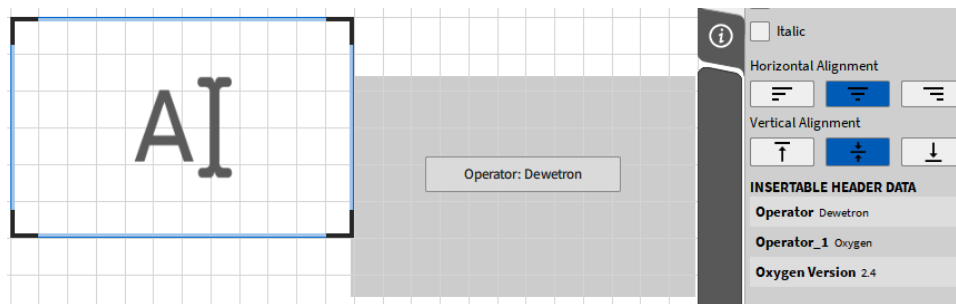 AI
Operator: Dewetron
Italic
Horizontal Alignment
Vertical Alignment
INSERTABLE HEADER DATA
Operator Dewetron
Operator_1 Oxygen
Oxygen Version 2.4